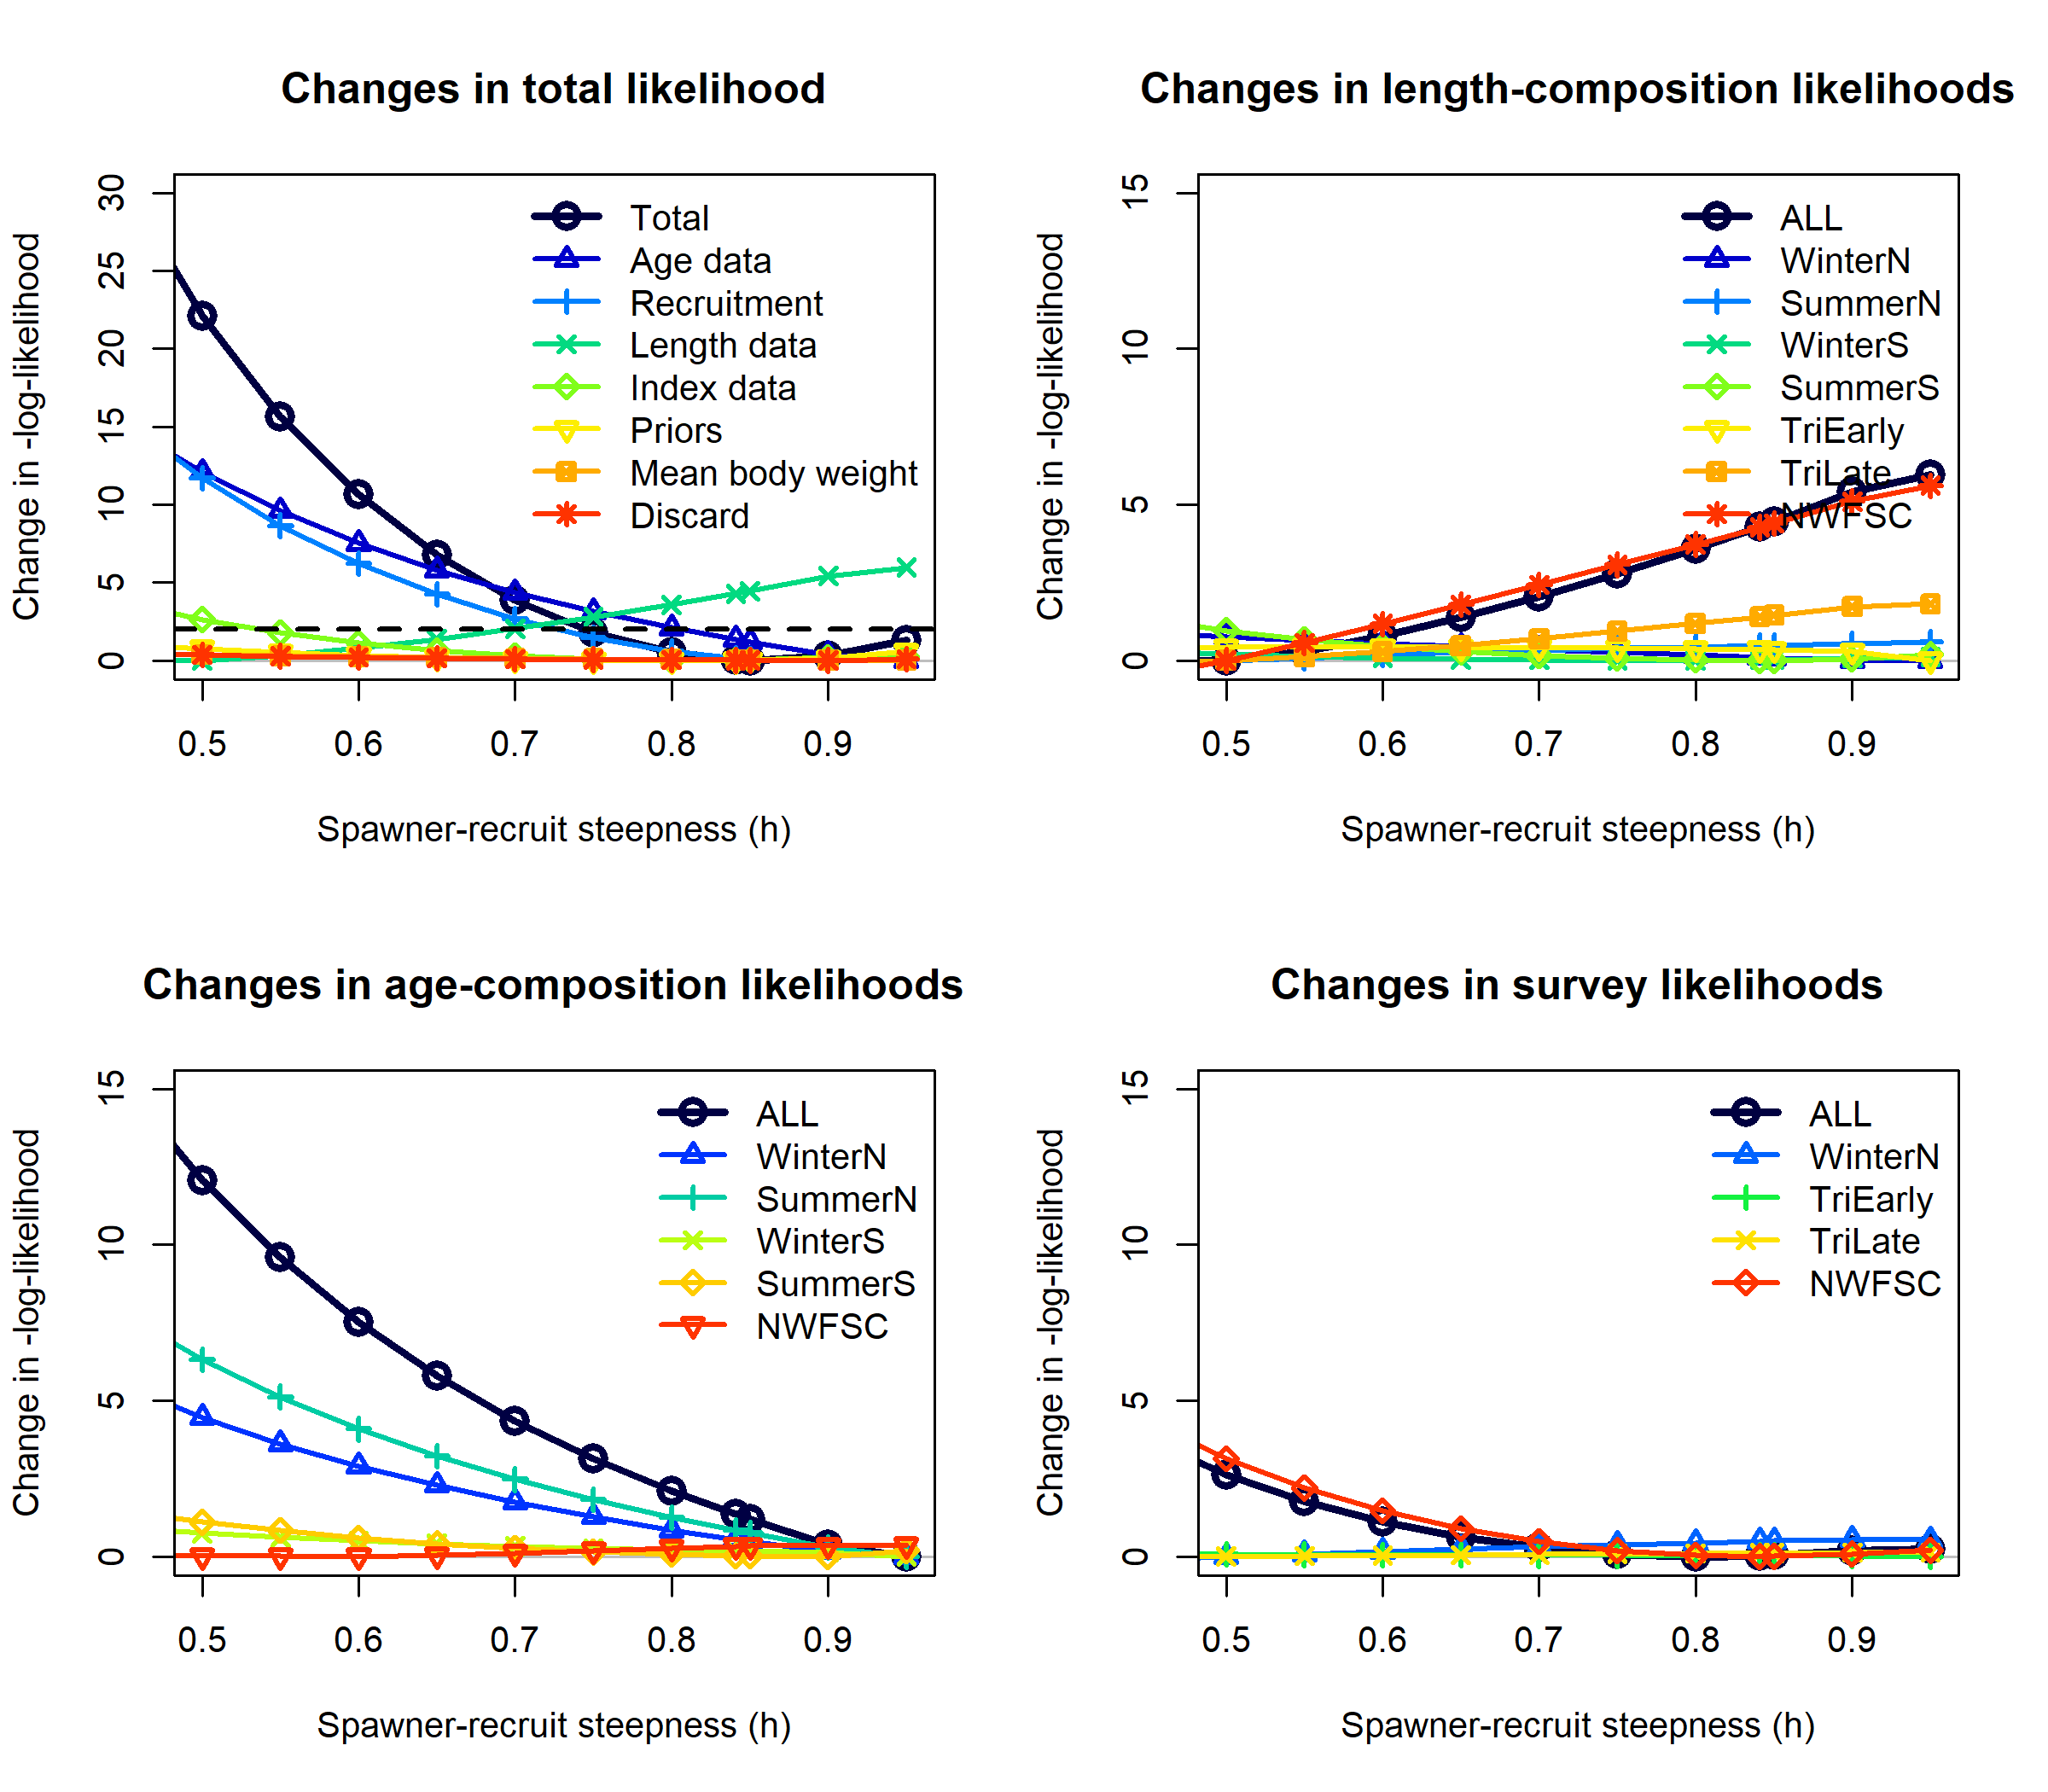 Changes in total likelihood
Change in -log-likelihood
30
25
20
15
10
5
0
Total
Age data
Recruitment
Length data
Index data
Priors
Mean body weight
Discard
0.5 0.6 0.7 0.8 0.9
Spawner-recruit steepness (h)
Changes in length-composition likelihoods
Change in -log-likelihood
15
10
5
0
ALL
WinterN
SummerN
WinterS
SummerS
TriEarly
TriLate
NWFSC
0.5 0.6 0.7 0.8 0.9
Spawner-recruit steepness (h)
Changes in age-composition likelihoods
Change in -log-likelihood
15
10
5
0
ALL
WinterN
SummerN
WinterS
SummerS
NWFSC
0.5 0.6 0.7 0.8 0.9
Spawner-recruit steepness (h)
Changes in survey likelihoods
Change in -log-likelihood
15
10
5
0
ALL
WinterN
TriEarly
TriLate
NWFSC
0.5 0.6 0.7 0.8 0.9
Spawner-recruit steepness (h)